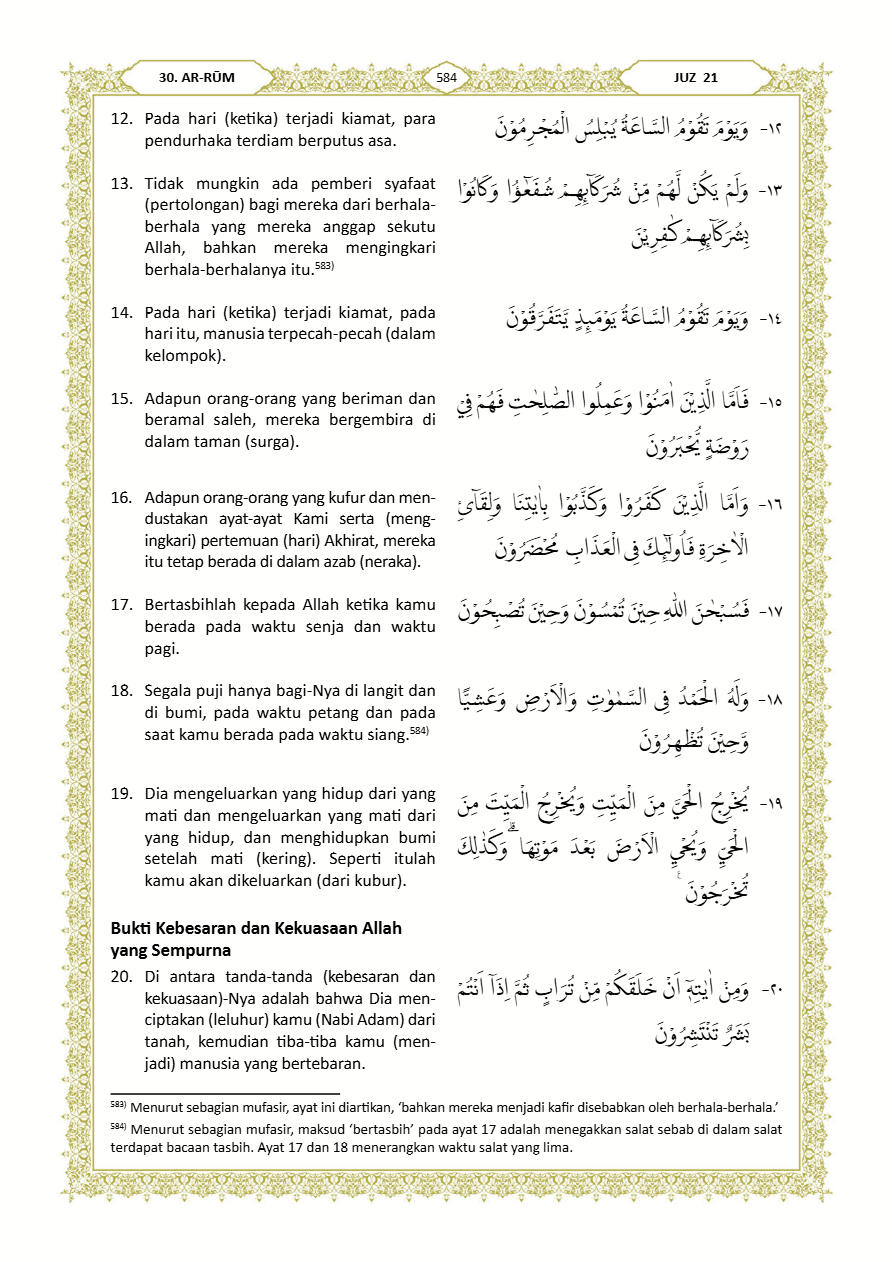 30. AR-RŪM
584
JUZ 21
12. Pada hari (ketika) terjadi kiamat, para
pendurhaka terdiam berputus asa.
١٢- وَيَوْمَ تَقُوْمُ السَّاعَةُ يُبْلِسُ الْمُجْرِمُوْنَ
13. Tidak mungkin ada pemberi syafaat
(pertolongan) bagi mereka dari berhala-
berhala yang mereka anggap sekutu
Allah, bahkan mereka mengingkari
berhala-berhalanya itu.⁵⁸³⁾
١٣- وَلَمْ يَكُنْ لَّهُمْ مِّنْ شُرَكَاۤىِٕهِمْ شُفَعٰۤؤُا وَكَانُوْا
بِشُرَكَاۤىِٕهِمْ كٰفِرِيْنَ
14. Pada hari (ketika) terjadi kiamat, pada
hari itu, manusia terpecah-pecah (dalam
kelompok).
١٤- وَيَوْمَ تَقُوْمُ السَّاعَةُ يَوْمَىِٕذٍ يَّتَفَرَّقُوْنَ
15. Adapun orang-orang yang beriman dan
beramal saleh, mereka bergembira di
dalam taman (surga).
١٥- فَاَمَّا الَّذِيْنَ اٰمَنُوْا وَعَمِلُوا الصّٰلِحٰتِ فَهُمْ فِيْ
رَوْضَةٍ يُّحْبَرُوْنَ
16. Adapun orang-orang yang kufur dan men-
dustakan ayat-ayat Kami serta (meng-
ingkari) pertemuan (hari) Akhirat, mereka
itu tetap berada di dalam azab (neraka).
١٦- وَاَمَّا الَّذِيْنَ كَفَرُوْا وَكَذَّبُوْا بِاٰيٰتِنَا وَلِقَاۤئِ
الْاٰخِرَةِ فَاُولٰۤىِٕكَ فِى الْعَذَابِ مُحْضَرُوْنَ
17. Bertasbihlah kepada Allah ketika kamu
berada pada waktu senja dan waktu
pagi.
١٧- فَسُبْحٰنَ اللّٰهِ حِيْنَ تُمْسُوْنَ وَحِيْنَ تُصْبِحُوْنَ
18. Segala puji hanya bagi-Nya di langit dan
di bumi, pada waktu petang dan pada
saat kamu berada pada waktu siang.⁵⁸⁴⁾
١٨- وَلَهُ الْحَمْدُ فِى السَّمٰوٰتِ وَالْاَرْضِ وَعَشِيًّا
وَّحِيْنَ تُظْهِرُوْنَ
19. Dia mengeluarkan yang hidup dari yang
mati dan mengeluarkan yang mati dari
yang hidup, dan menghidupkan bumi
setelah mati (kering). Seperti itulah
kamu akan dikeluarkan (dari kubur).
١٩- يُخْرِجُ الْحَيَّ مِنَ الْمَيِّتِ وَيُخْرِجُ الْمَيِّتَ مِنَ
الْحَيِّ وَيُحْيِ الْاَرْضَ بَعْدَ مَوْتِهَاۗ وَكَذٰلِكَ
تُخْرَجُوْنَ ࣖ
Bukti Kebesaran dan Kekuasaan Allah
yang Sempurna
20. Di antara tanda-tanda (kebesaran dan
kekuasaan)-Nya adalah bahwa Dia men-
ciptakan (leluhur) kamu (Nabi Adam) dari
tanah, kemudian tiba-tiba kamu (men-
jadi) manusia yang bertebaran.
٢٠- وَمِنْ اٰيٰتِهٖٓ اَنْ خَلَقَكُمْ مِّنْ تُرَابٍ ثُمَّ اِذَآ اَنْتُمْ
بَشَرٌ تَنْتَشِرُوْنَ
⁵⁸³⁾ Menurut sebagian mufasir, ayat ini diartikan, ‘bahkan mereka menjadi kafir disebabkan oleh berhala-berhala.’
⁵⁸⁴⁾ Menurut sebagian mufasir, maksud ‘bertasbih’ pada ayat 17 adalah menegakkan salat sebab di dalam salat
terdapat bacaan tasbih. Ayat 17 dan 18 menerangkan waktu salat yang lima.